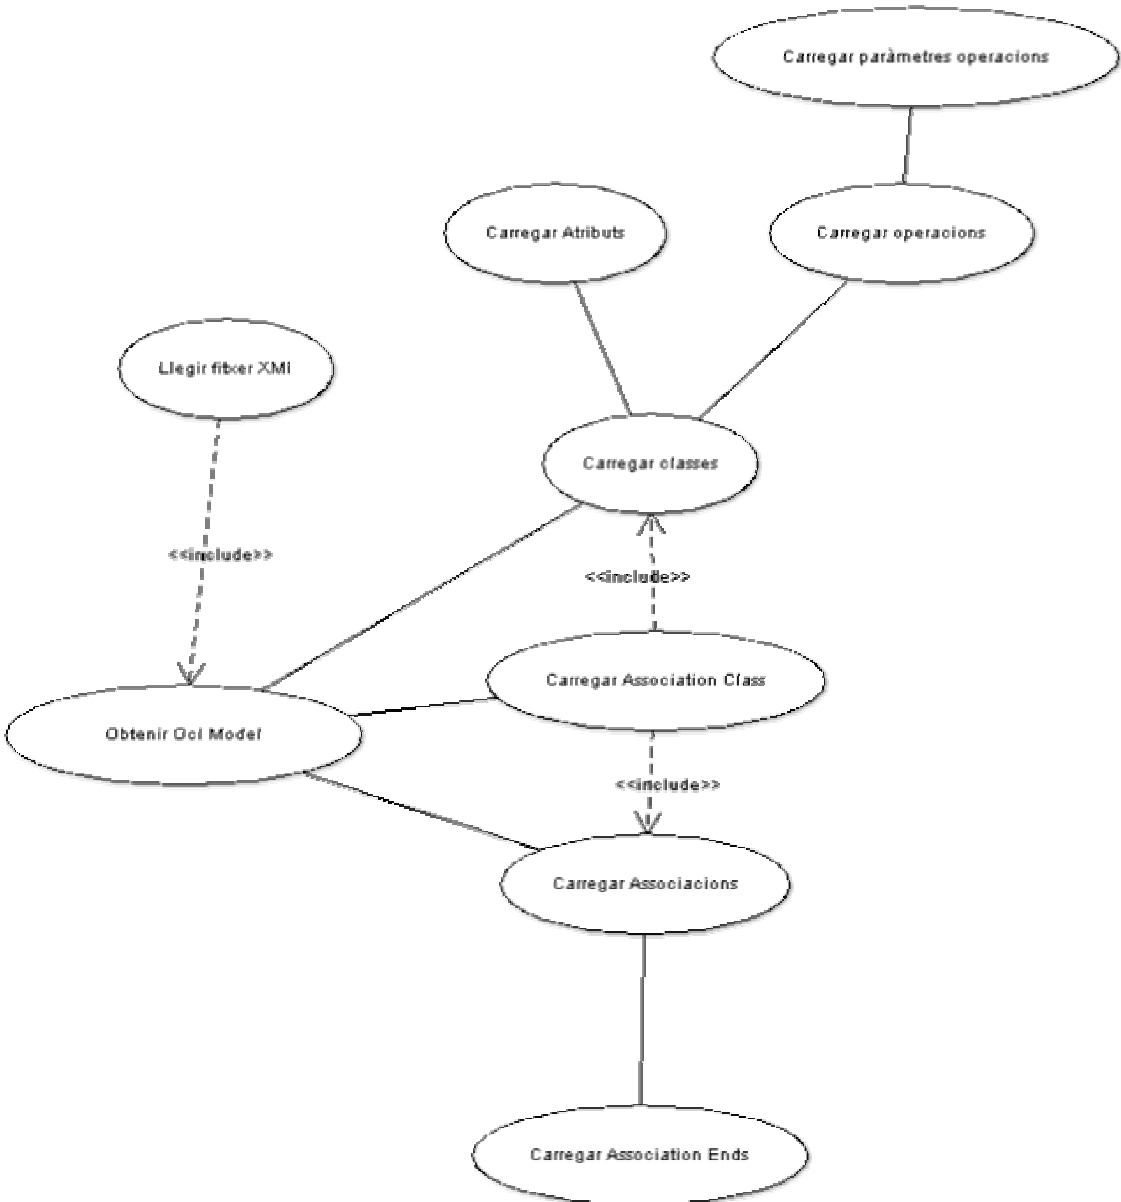 Carregar paràmetres operacions
Carregar Atributs
Carregar operacions
Llegir fitxer XMI
Carregar classes
<<include>>
<<include>>
Carregar Association Class
Obtenir Ocl Model
<<include>>
Carregar Associacions
Carregar Association Ends